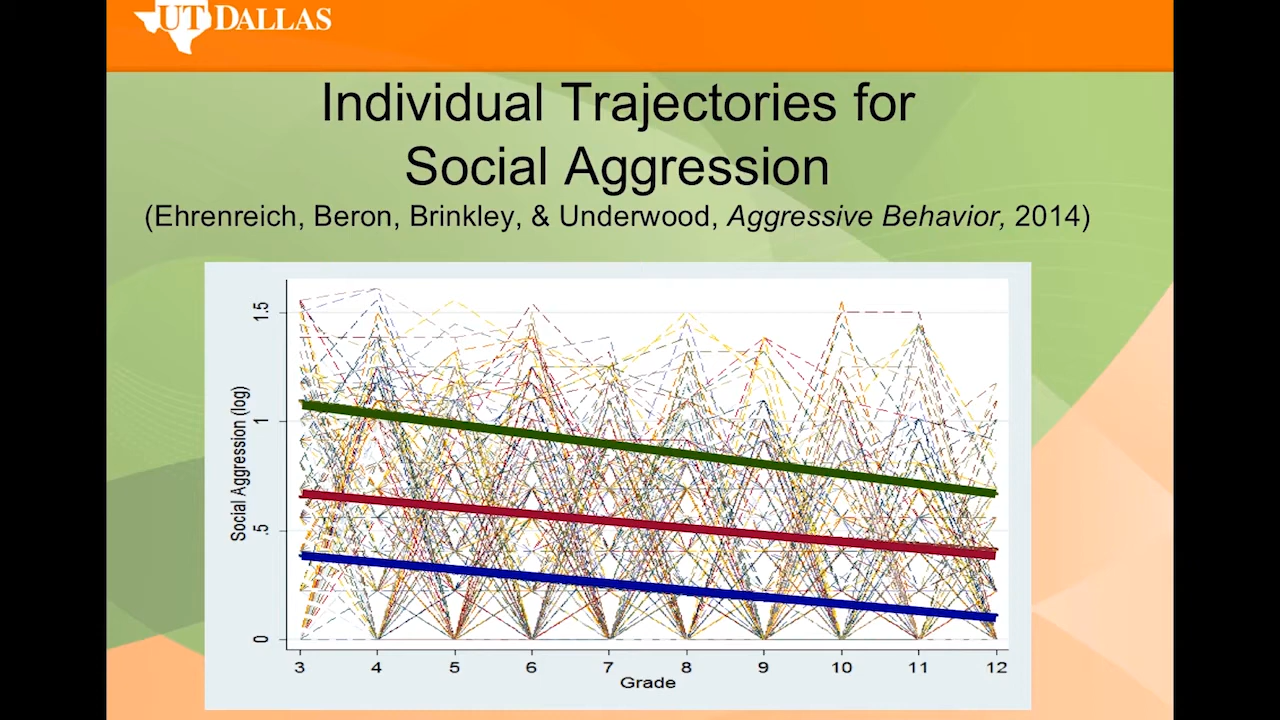 UT DALLAS
Individual Trajectories for
Social Aggression
(Ehrenreich, Beron, Brinkley, & Underwood, Aggressive Behavior, 2014)
1.5
1
.5
0
Social Aggression (log)
3 4 5 6 7 8 9 10 11 12
Grade